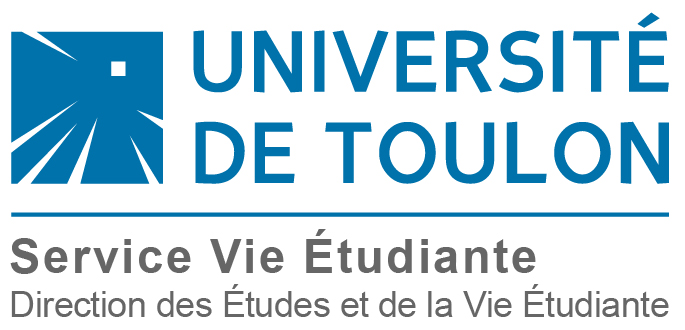 UNIVERSITÉ
DE TOULON
Service Vie Étudiante
Direction des Études et de la Vie Étudiante